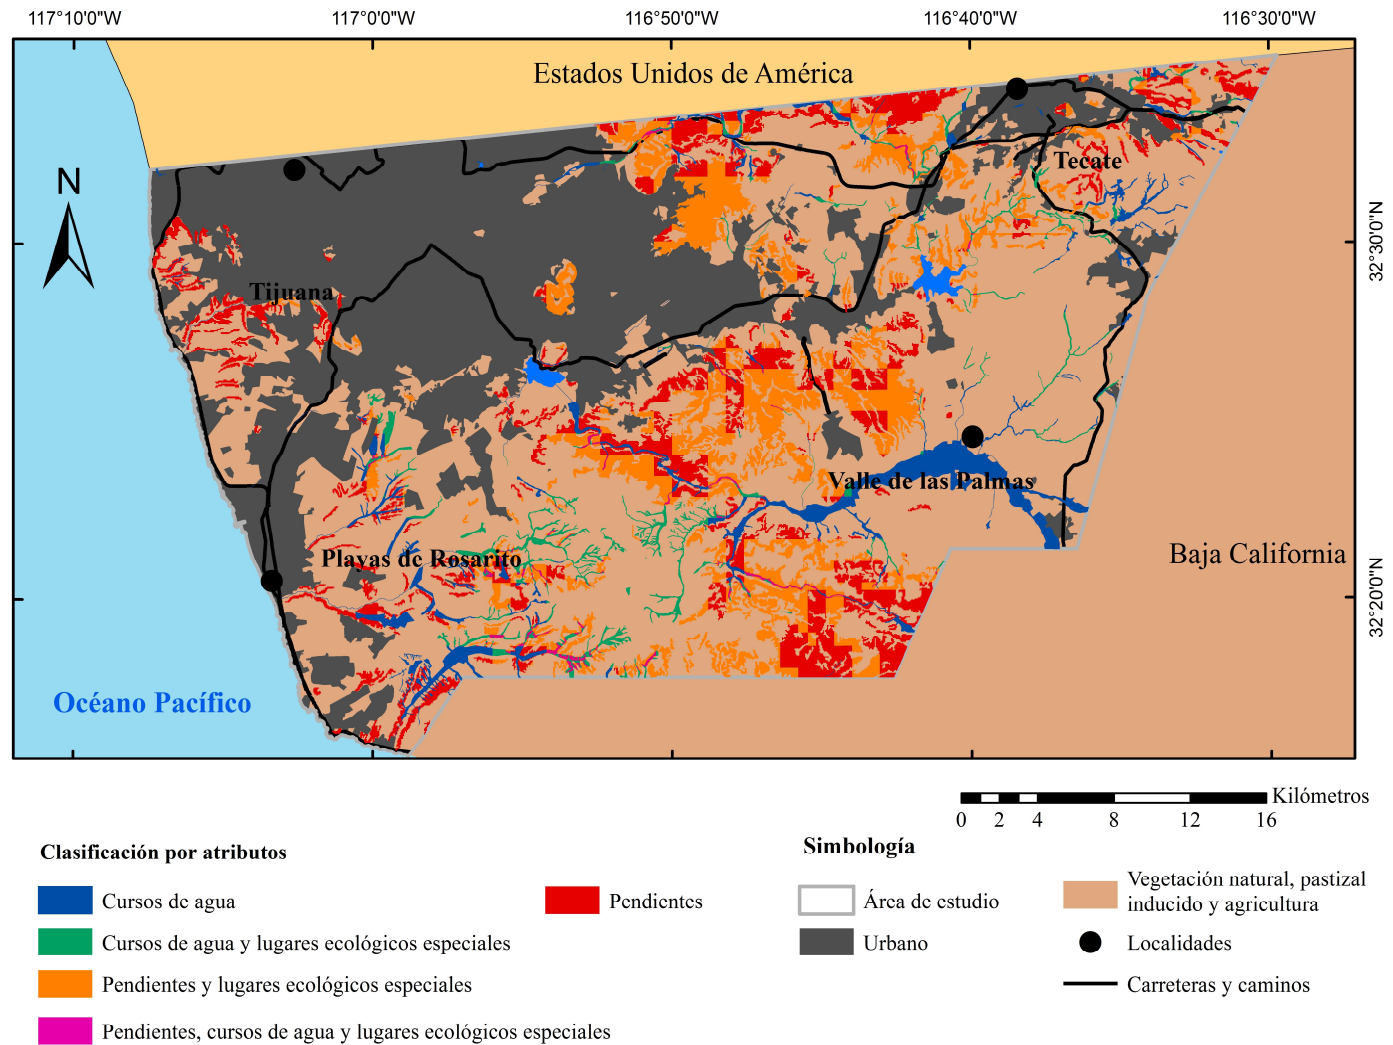 117°10'0"W
117°0'0"W
116°50'0"W
116°40'0"W
116°30'0"W
Estados Unidos de América
N
Tecate
32°30'0"N
Tijuana
Valle de las Palmas
Playas de Rosarito
Baja California
32°20'0"N
Océano Pacífico
Kilómetros
0 2 4 8 12 16
Clasificación por atributos
Simbología
Cursos de agua
Pendientes
Área de estudio
Vegetación natural, pastizal
inducido y agricultura
Cursos de agua y lugares ecológicos especiales
Urbano
Localidades
Pendientes y lugares ecológicos especiales
Carreteras y caminos
Pendientes, cursos de agua y lugares ecológicos especiales